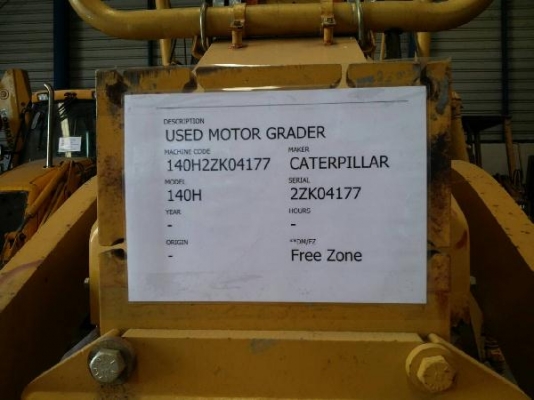 DESCRIPTION
USED MOTOR GRADER
MACHINE CODE MAKER
140H2ZK04177 CATERPILLAR
MODEL SERIAL
140H 2ZK04177
YEAR HOURS
- -
ORIGIN
- Free Zone